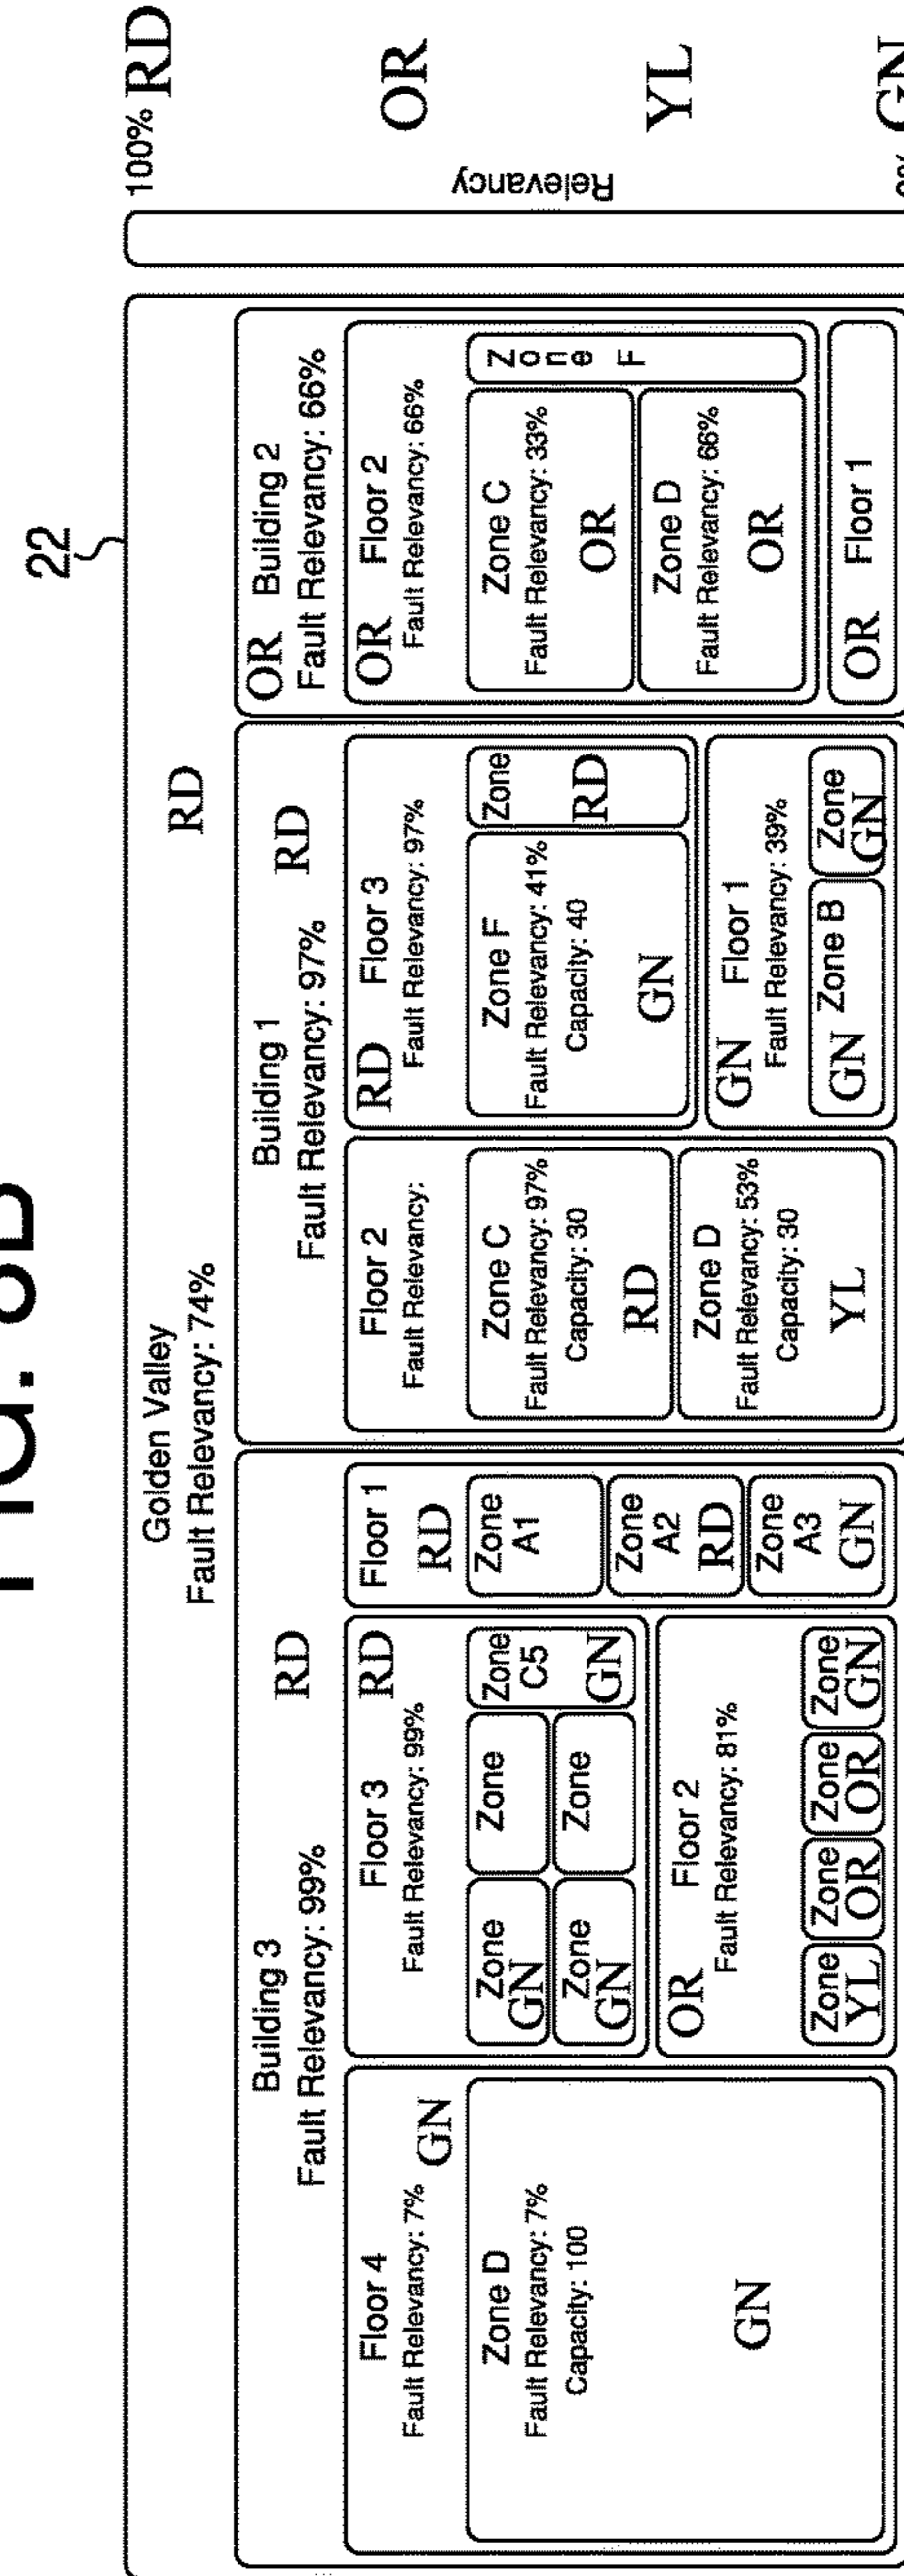 22
Golden Valley
Fault Relevancy: 74%
RD
Building 3
Fault Relevancy: 99%
RD
Floor 4
Fault Relevancy: 7%
GN
Zone D
Fault Relevancy: 7%
Capacity: 100
GN
Floor 3
Fault Relevancy: 99%
RD
Zone
GN
Zone
Zone
C5
GN
Zone
GN
Zone
OR
Floor 2
Fault Relevancy: 81%
Zone
YL
Zone
OR
Zone
OR
Zone
GN
Floor 1
RD
Zone
A1
Zone
A2
RD
Zone
A3
GN
Building 1
Fault Relevancy: 97%
RD
Floor 2
Fault Relevancy:
Zone C
Fault Relevancy: 97%
Capacity: 30
RD
Zone D
Fault Relevancy: 53%
Capacity: 30
YL
RD
Floor 3
Fault Relevancy: 97%
Zone F
Fault Relevancy: 41%
Capacity: 40
GN
Zone
RD
GN
Floor 1
Fault Relevancy: 39%
GN
Zone B
Zone
GN
OR
Building 2
Fault Relevancy: 66%
OR
Floor 2
Fault Relevancy: 66%
Zone C
Fault Relevancy: 33%
OR
Zone D
Fault Relevancy: 66%
OR
Zone F
OR
Floor 1
100% RD
OR
Relevancy
YL
GN